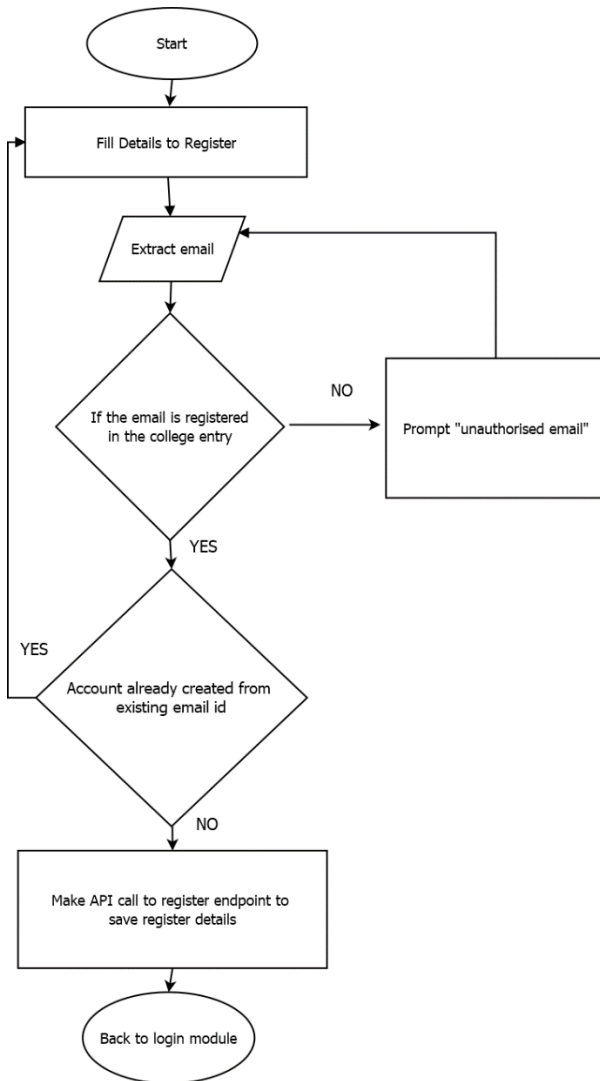 Start
Fill Details to Register
Extract email
If the email is registered
in the college entry
NO
Prompt "unauthorised email"
YES
YES
Account already created from
existing email id
NO
Make API call to register endpoint to
save register details
Back to login module